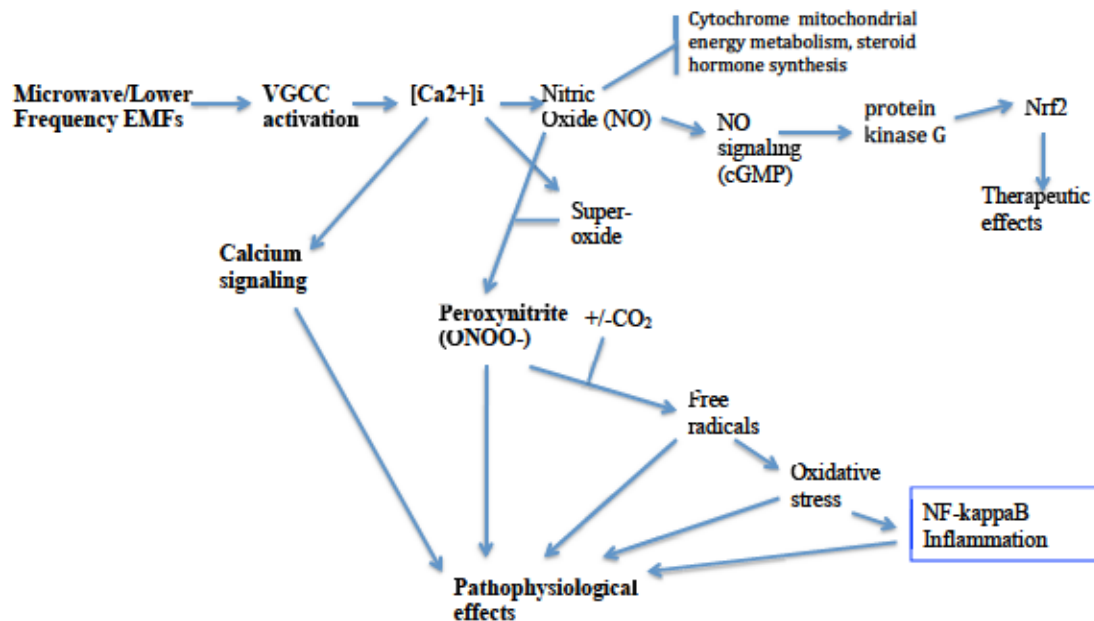 Cytochrome mitochondrial
energy metabolism, steroid
hormone synthesis
Microwave/Lower
Frequency EMFs
VGCC
activation
[Ca2+]i
Nitric
Oxide (NO)
NO
signaling
(cGMP)
protein
kinase G
Nrf2
Therapeutic
effects
Super-
oxide
Calcium
signaling
Peroxynitrite
(ONOO-)
+/-CO₂
Free
radicals
Oxidative
stress
NF-kappaB
Inflammation
Pathophysiological
effects